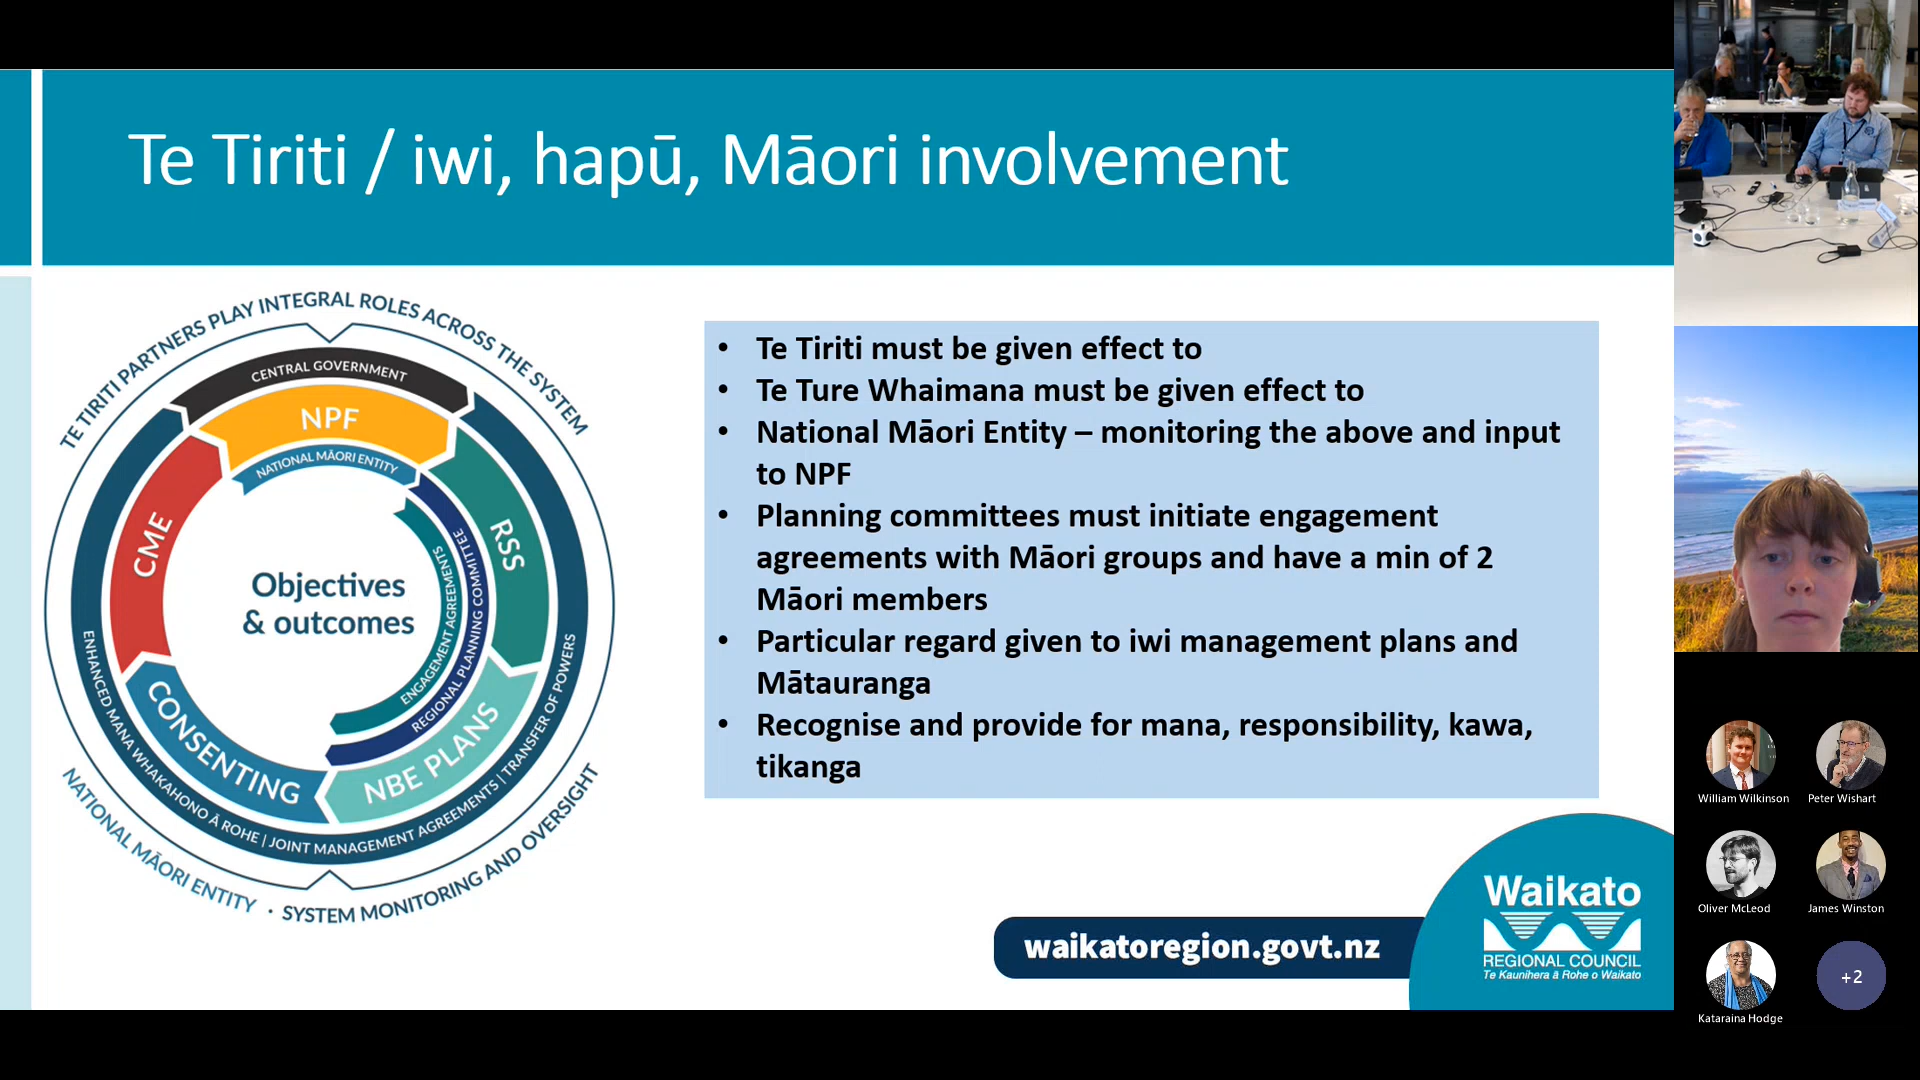 Te Tiriti / iwi, hapū, Māori involvement
TE TIRITI PARTNERS PLAY INTEGRAL ROLES ACROSS THE SYSTEM
CENTRAL GOVERNMENT
NPF
NATIONAL MĀORI ENTITY
CME
RSS
Objectives
& outcomes
ENGAGEMENT AGREEMENTS
REGIONAL PLANNING COMMITTEE
CONSENTING
NBE PLANS
ENHANCED MANA WHAKAHONO Ā ROHE | JOINT MANAGEMENT AGREEMENTS | TRANSFER OF POWERS
NATIONAL MĀORI ENTITY · SYSTEM MONITORING AND OVERSIGHT
• Te Tiriti must be given effect to
• Te Ture Whaimana must be given effect to
• National Māori Entity – monitoring the above and input
to NPF
• Planning committees must initiate engagement
agreements with Māori groups and have a min of 2
Māori members
• Particular regard given to iwi management plans and
Mātauranga
• Recognise and provide for mana, responsibility, kawa,
tikanga
waikatoregion.govt.nz
Waikato
REGIONAL COUNCIL
Te Kaunihera ā Rohe o Waikato
William Wilkinson
Peter Wishart
Oliver McLeod
James Winston
Kataraina Hodge
+2